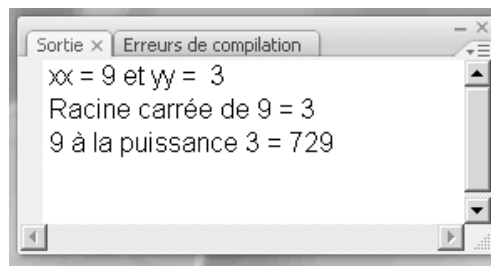 Sortie × Erreurs de compilation
xx = 9 et yy =  3
Racine carrée de 9 = 3
9 à la puissance 3 = 729